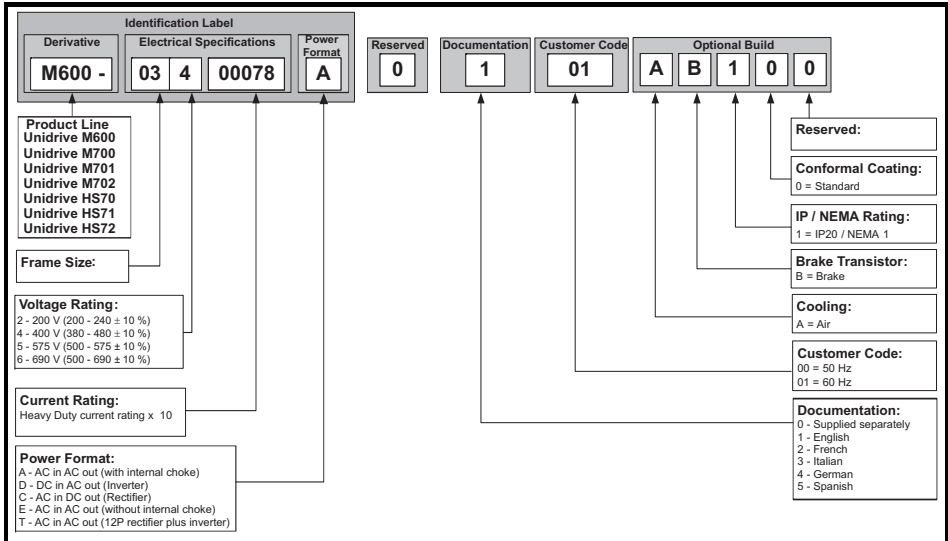 Identification Label
Derivative
Electrical Specifications
Power
Format
Reserved
Documentation
Customer Code
Optional Build
M600 -
03 4 00078
A
0
1
01
A B 1 0 0
Product Line
Unidrive M600
Unidrive M700
Unidrive M701
Unidrive M702
Unidrive HS70
Unidrive HS71
Unidrive HS72
Frame Size:
Voltage Rating:
2 - 200 V (200 - 240 ± 10 %)
4 - 400 V (380 - 480 ± 10 %)
5 - 575 V (500 - 575 ± 10 %)
6 - 690 V (500 - 690 ± 10 %)
Current Rating:
Heavy Duty current rating x 10
Power Format:
A - AC in AC out (with internal choke)
D - DC in AC out (Inverter)
C - AC in DC out (Rectifier)
E - AC in AC out (without internal choke)
T - AC in AC out (12P rectifier plus inverter)
Reserved:
Conformal Coating:
0 = Standard
IP / NEMA Rating:
1 = IP20 / NEMA 1
Brake Transistor:
B = Brake
Cooling:
A = Air
Customer Code:
00 = 50 Hz
01 = 60 Hz
Documentation:
0 - Supplied separately
1 - English
2 - French
3 - Italian
4 - German
5 - Spanish